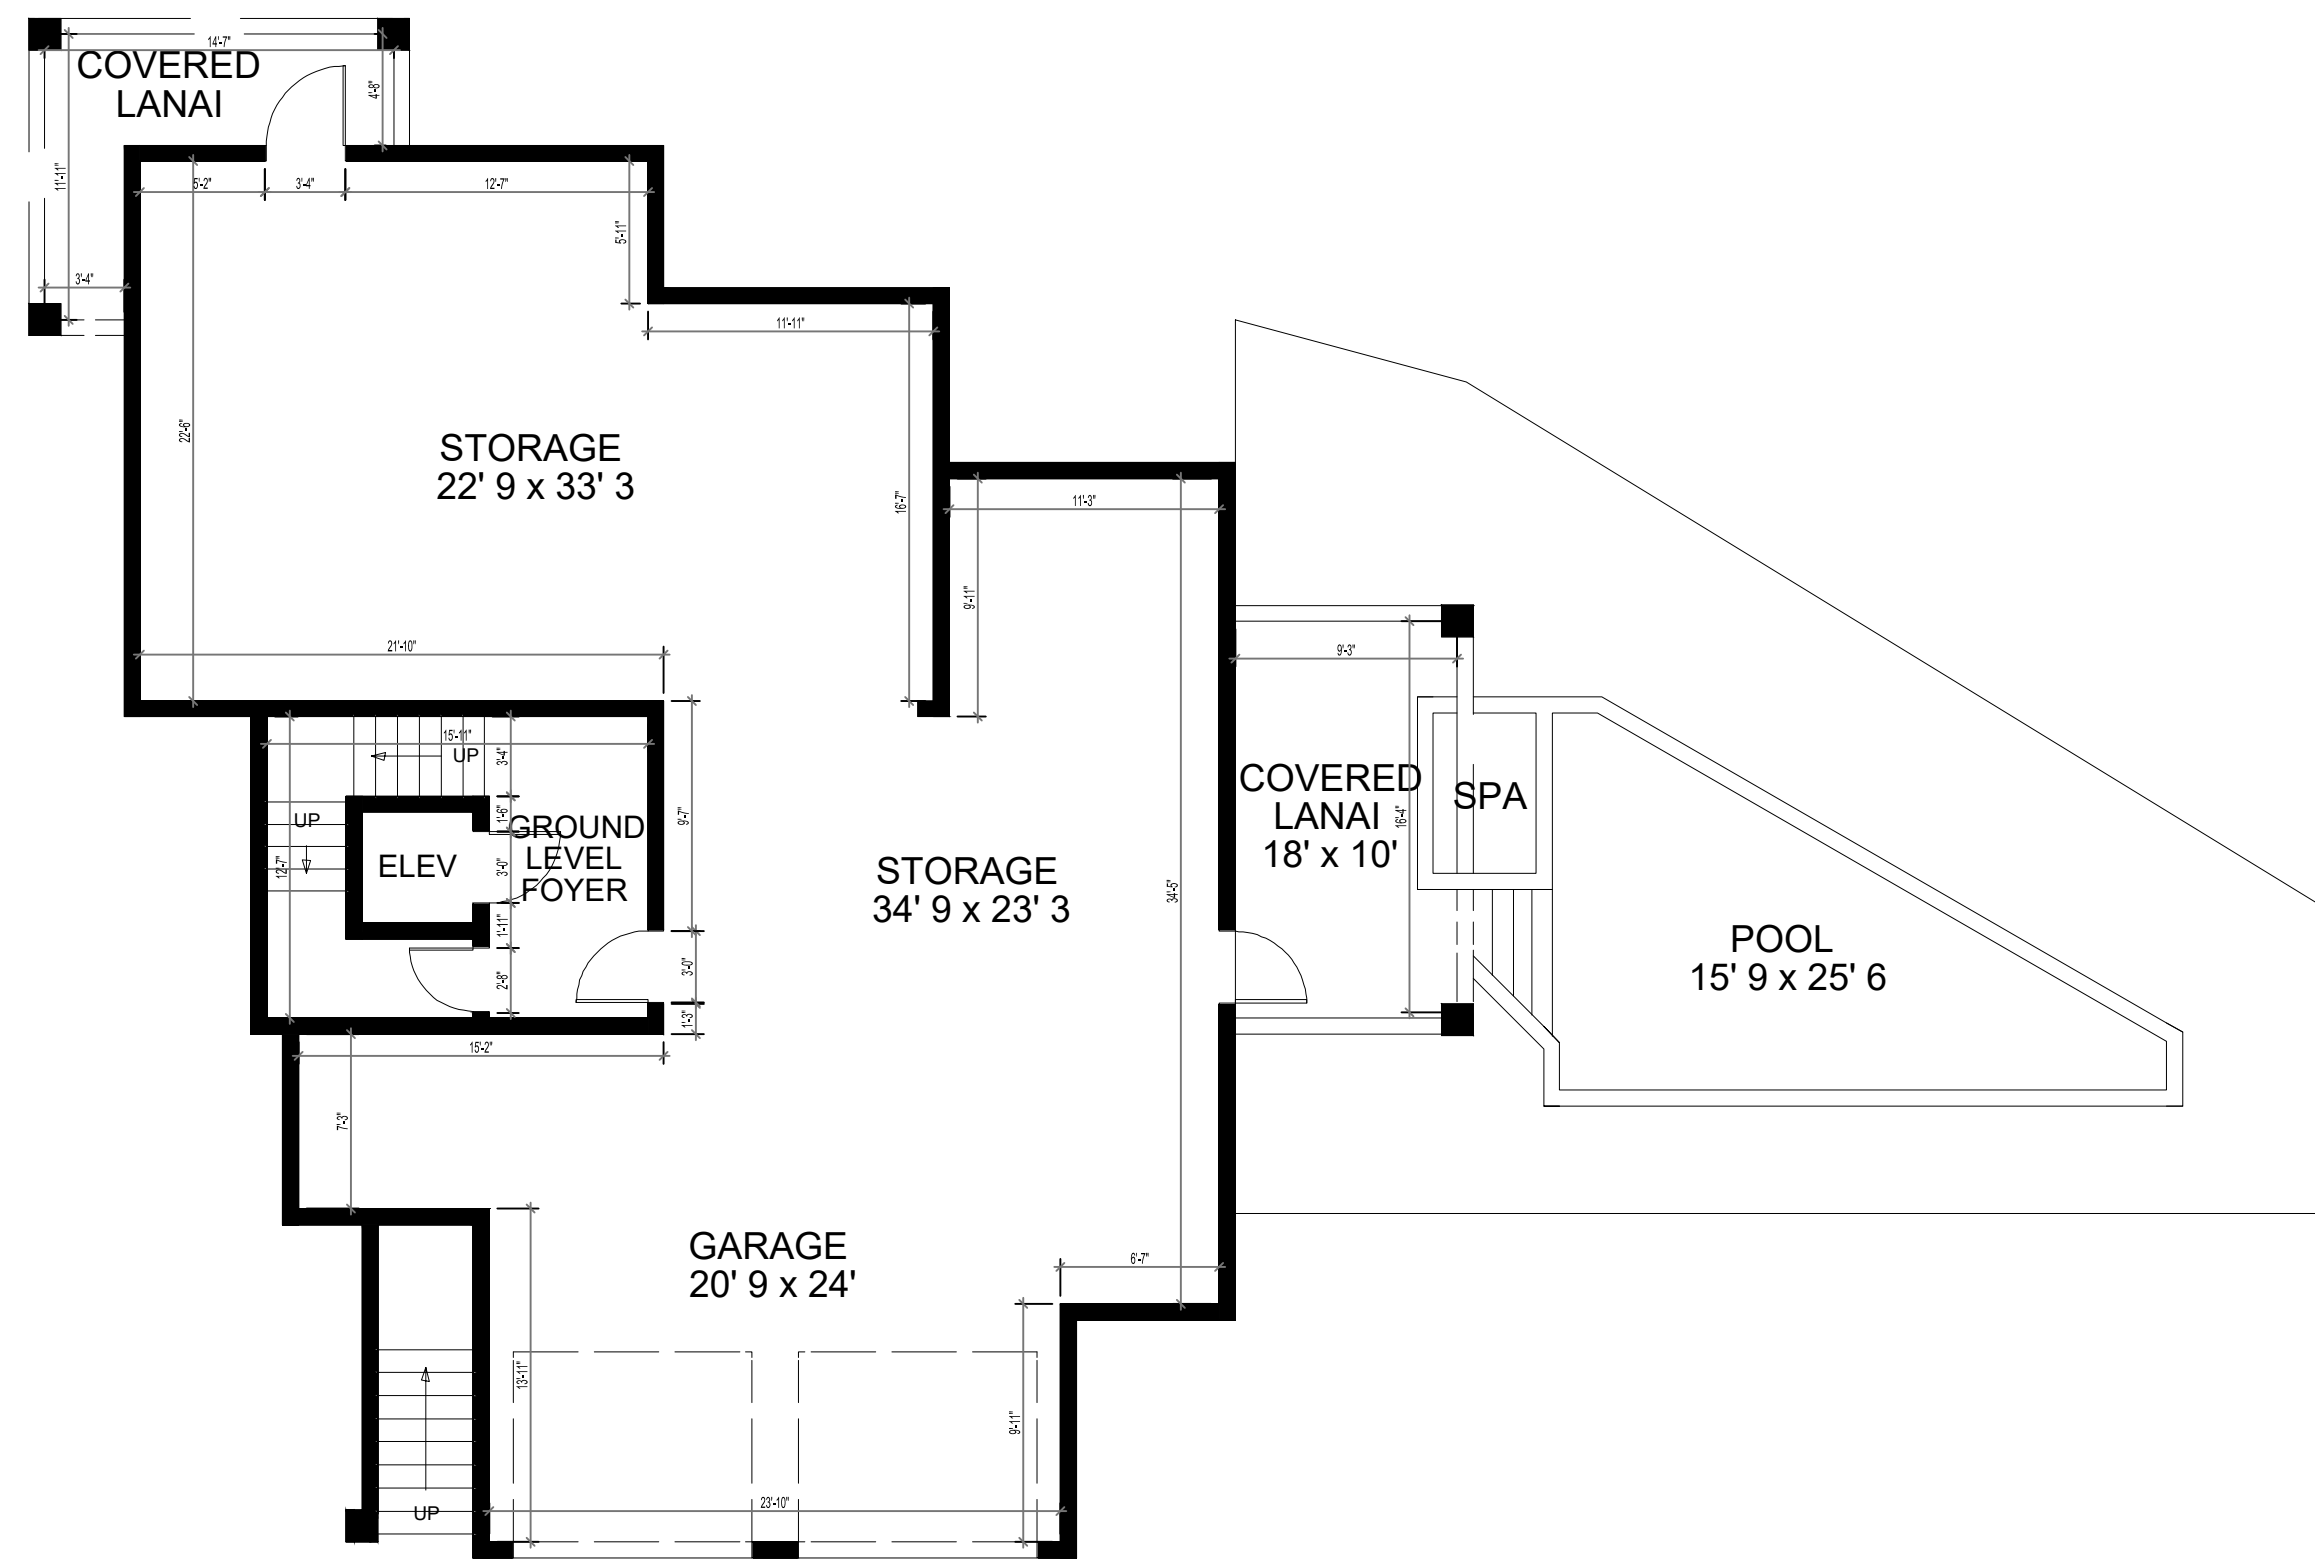 14'-7"
COVERED
LANAI
4'-8"
11'-11"
5'-2"
3'-4"
12'-7"
5'-11"
3'-4"
11'-11"
22'-6"
STORAGE
22' 9 x 33' 3
16'-7"
11'-3"
9'-11"
21'-10"
9'-3"
15'-11"
UP
3'-4"
UP
1'-6"
GROUND
LEVEL
FOYER
ELEV
3'-0"
12'-7"
1'-11"
2'-8"
9'-7"
3'-0"
1'-3"
STORAGE
34' 9 x 23' 3
34'-5"
COVERED
LANAI
18' x 10'
16'-4"
SPA
POOL
15' 9 x 25' 6
15'-2"
7'-3"
GARAGE
20' 9 x 24'
6'-7"
13'-11"
9'-11"
23'-10"
UP